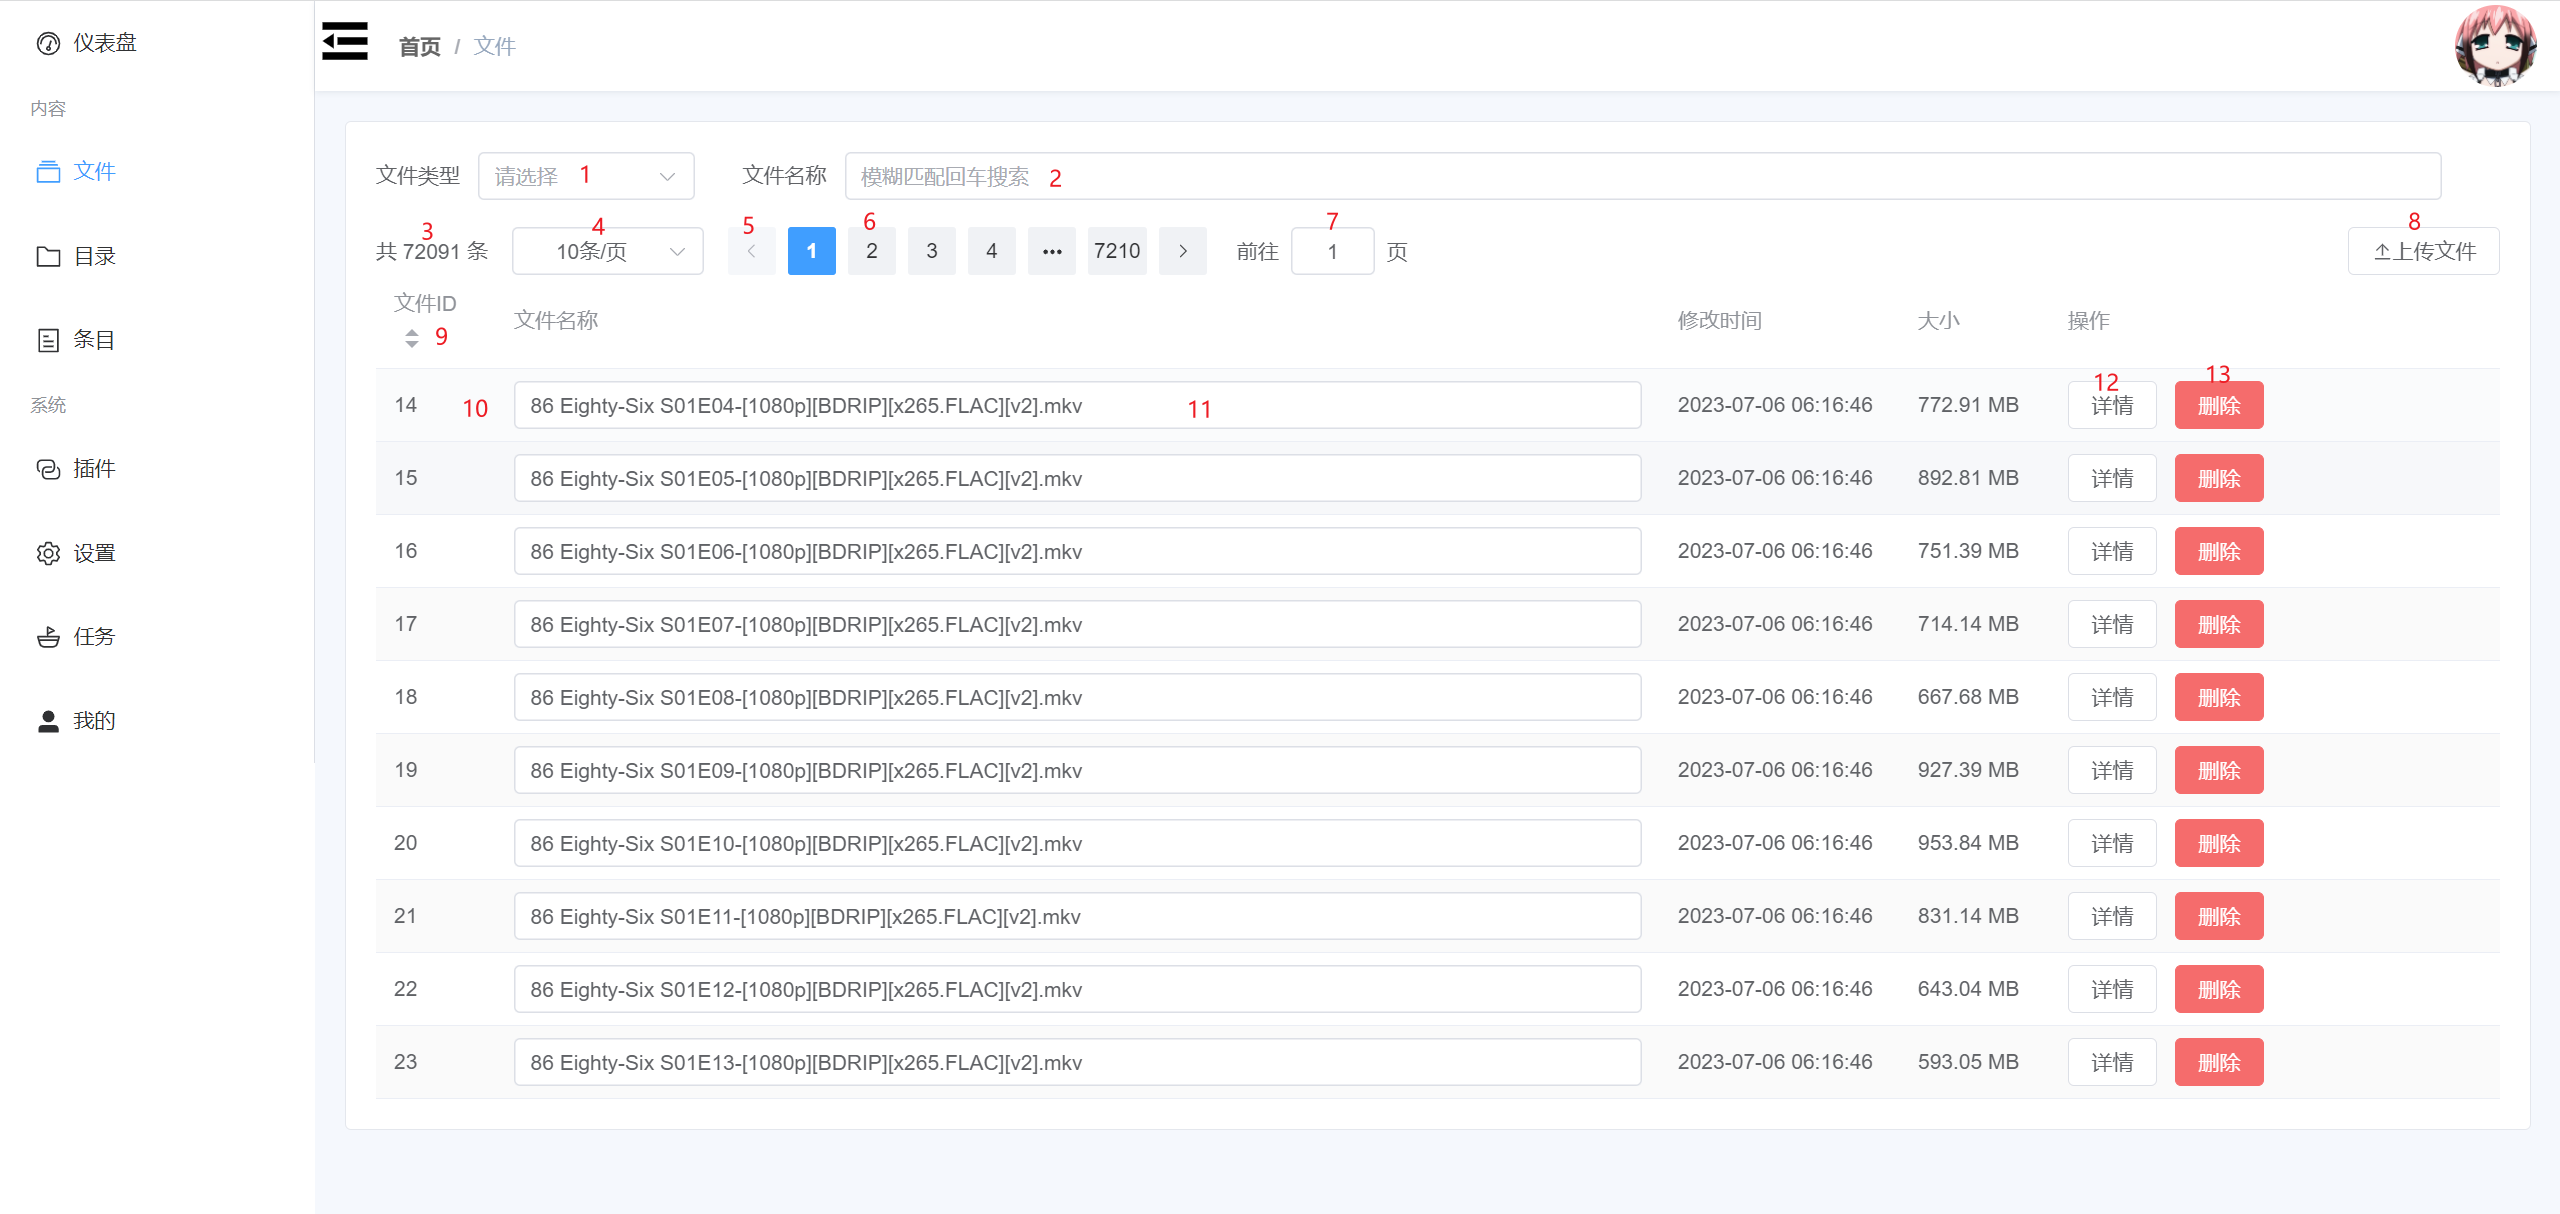 仪表盘
内容
文件
目录
条目
系统
插件
设置
任务
我的
首页 / 文件
文件类型 请选择 1 文件名称 模糊匹配回车搜索 2
3 4 5 6 7 8
共 72091 条 10条/页 1 2 3 4 ••• 7210 前往 1 页 上传文件
文件ID 9 文件名称 修改时间 大小 操作
14 10 86 Eighty-Six S01E04-[1080p][BDRIP][x265.FLAC][v2].mkv 11 2023-07-06 06:16:46 772.91 MB 12 详情 13 删除
15 86 Eighty-Six S01E05-[1080p][BDRIP][x265.FLAC][v2].mkv 2023-07-06 06:16:46 892.81 MB 详情 删除
16 86 Eighty-Six S01E06-[1080p][BDRIP][x265.FLAC][v2].mkv 2023-07-06 06:16:46 751.39 MB 详情 删除
17 86 Eighty-Six S01E07-[1080p][BDRIP][x265.FLAC][v2].mkv 2023-07-06 06:16:46 714.14 MB 详情 删除
18 86 Eighty-Six S01E08-[1080p][BDRIP][x265.FLAC][v2].mkv 2023-07-06 06:16:46 667.68 MB 详情 删除
19 86 Eighty-Six S01E09-[1080p][BDRIP][x265.FLAC][v2].mkv 2023-07-06 06:16:46 927.39 MB 详情 删除
20 86 Eighty-Six S01E10-[1080p][BDRIP][x265.FLAC][v2].mkv 2023-07-06 06:16:46 953.84 MB 详情 删除
21 86 Eighty-Six S01E11-[1080p][BDRIP][x265.FLAC][v2].mkv 2023-07-06 06:16:46 831.14 MB 详情 删除
22 86 Eighty-Six S01E12-[1080p][BDRIP][x265.FLAC][v2].mkv 2023-07-06 06:16:46 643.04 MB 详情 删除
23 86 Eighty-Six S01E13-[1080p][BDRIP][x265.FLAC][v2].mkv 2023-07-06 06:16:46 593.05 MB 详情 删除